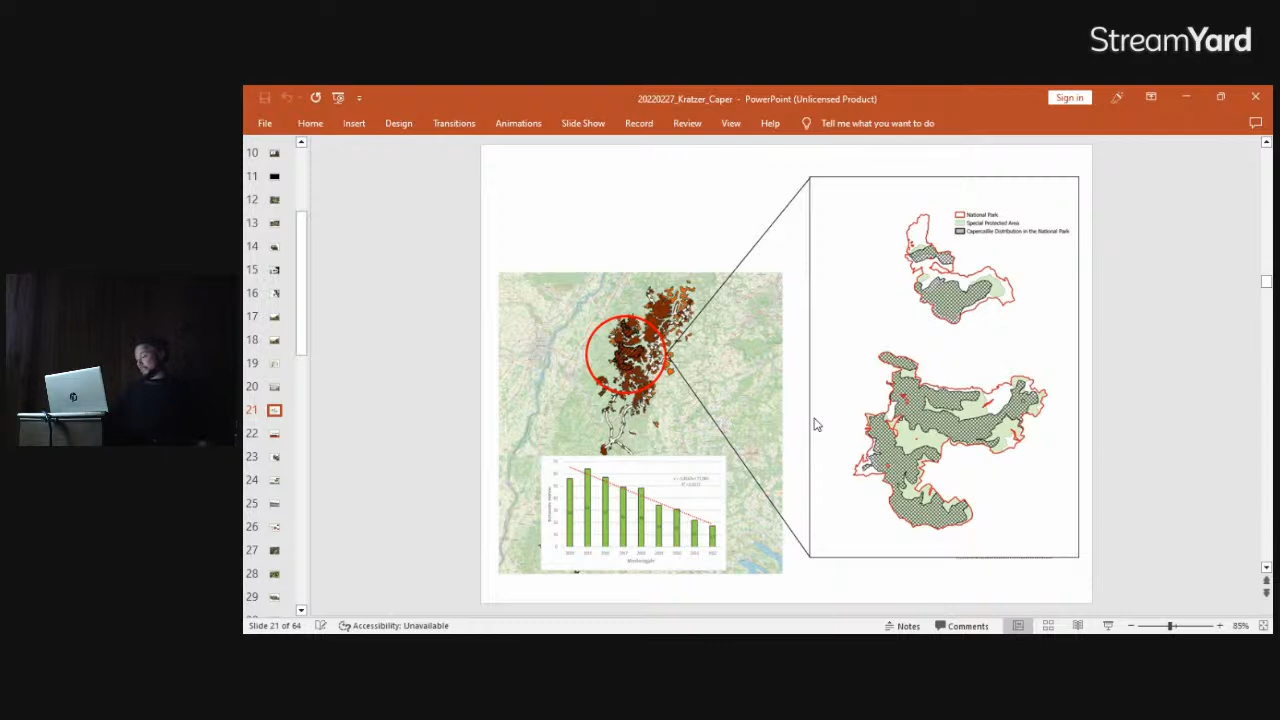 StreamYard
20220227_Kratzer_Caper - PowerPoint (Unlicensed Product)
Sign in
File Home Insert Design Transitions Animations Slide Show Record Review View Help Tell me what you want to do
10
11
12
13
14
15
16
17
18
19
20
21
22
23
24
25
26
27
28
29
National Park
Special Protected Area
Capercaillie Distribution in the National Park
Slide 21 of 64 Accessibility: Unavailable Notes Comments 85%